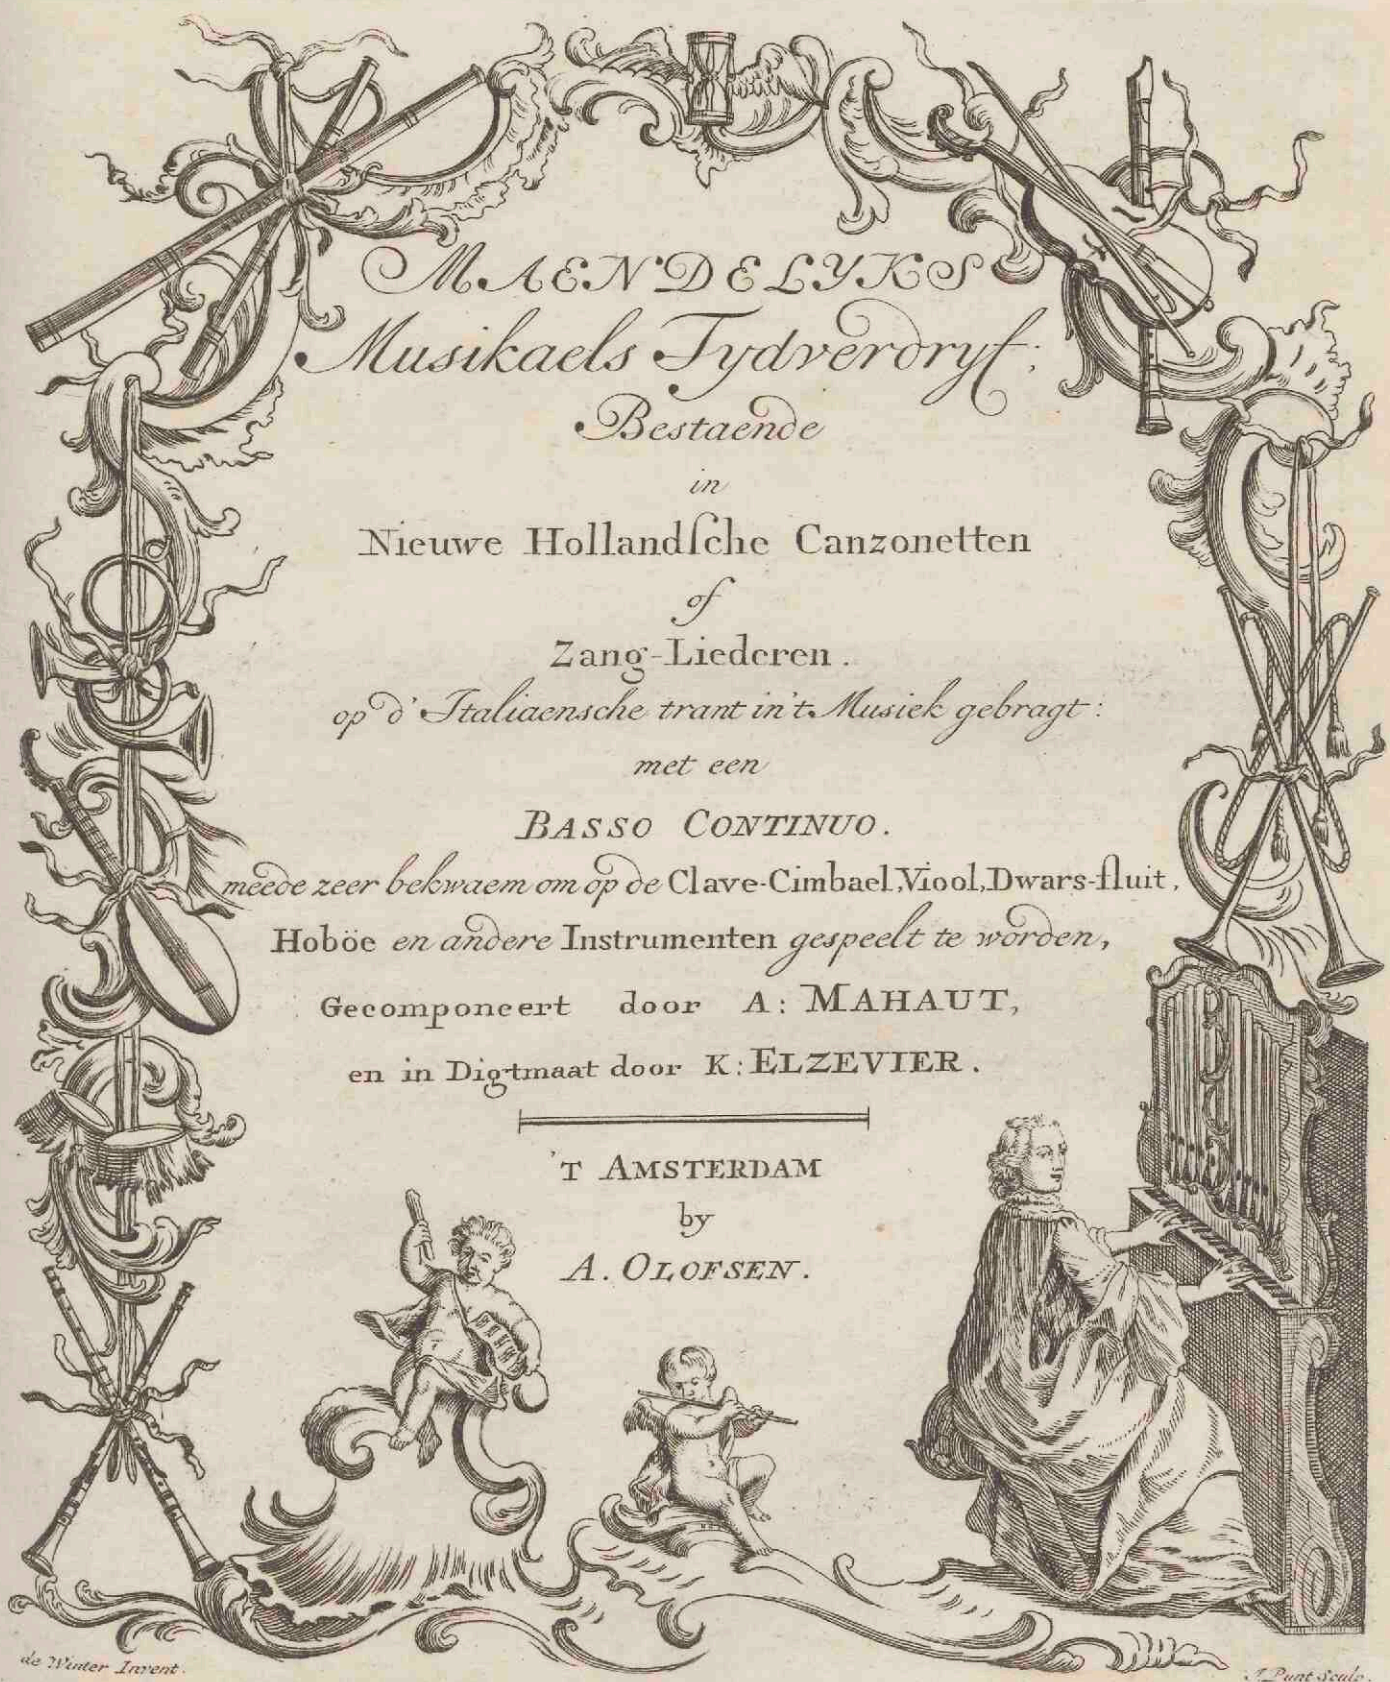 MAENDELYKS
Musikaels Tydverdryf;
Bestaende
in
Nieuwe Hollandſche Canzonetten
of
Zang-Liederen.
op d' Italiaensche trant in 't Musiek gebragt:
met een
BASSO CONTINUO.
meede zeer bekwaem om op de Clave-Cimbael, Viool, Dwars-fluit,
Hoböe en andere Instrumenten gespeelt te worden,
Gecomponeert door A: MAHAUT,
en in Digtmaat door K: ELZEVIER.
'T AMSTERDAM
by
A. OLOFSEN.
de Winter Invent.
J. Punt Sculp.